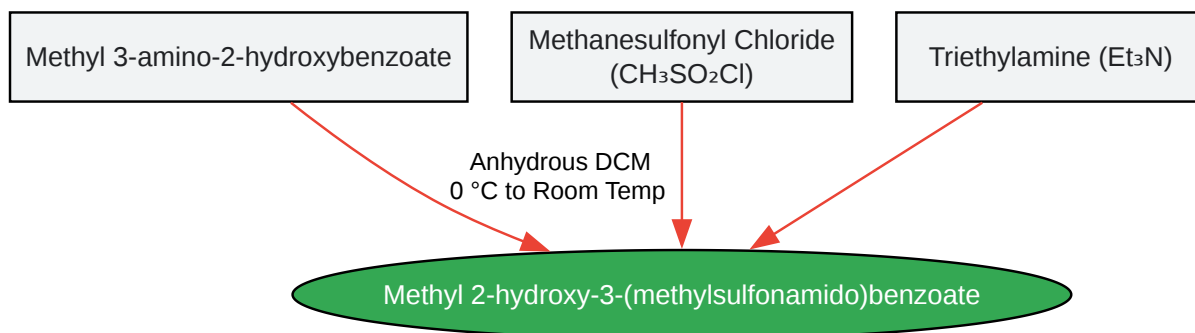 Methyl 3-amino-2-hydroxybenzoate
Methanesulfonyl Chloride
(CH₃SO₂Cl)
Triethylamine (Et₃N)
Anhydrous DCM
0 °C to Room Temp
Methyl 2-hydroxy-3-(methylsulfonamido)benzoate